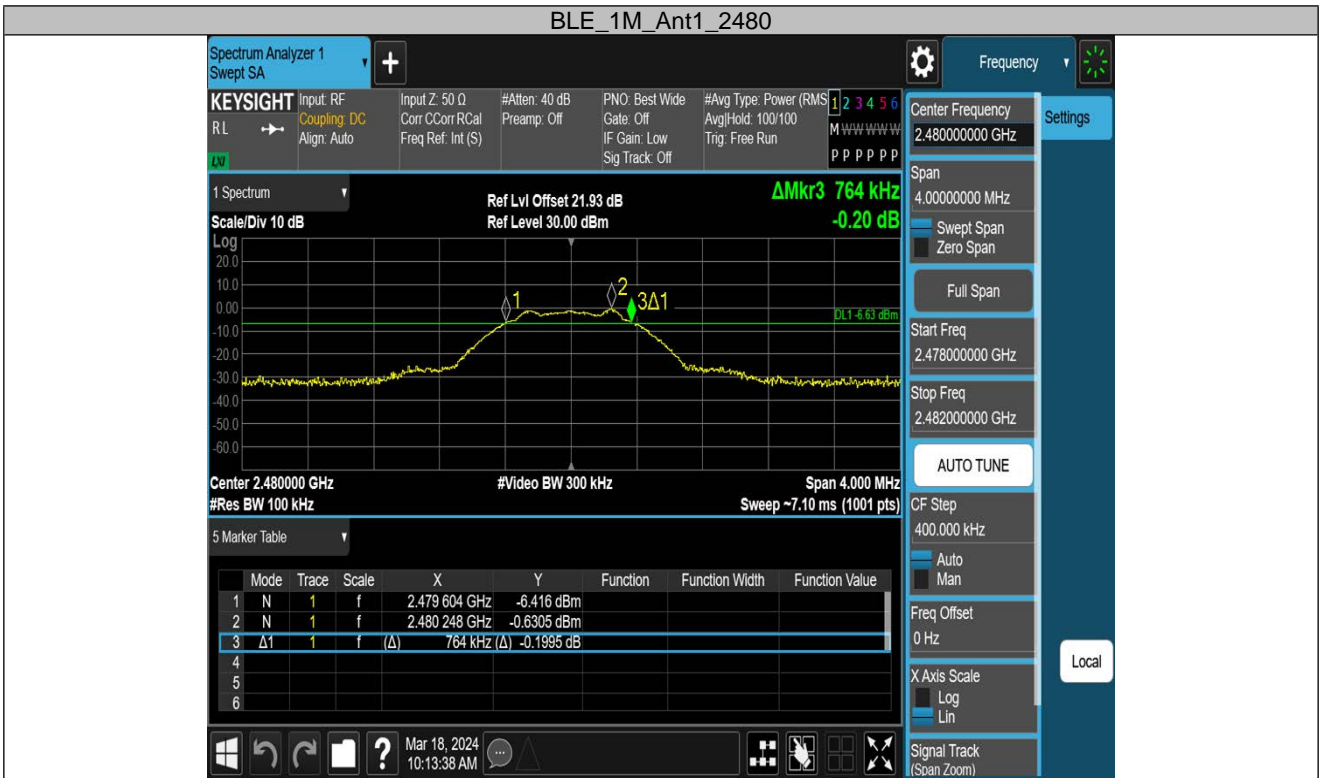 BLE_1M_Ant1_2480
Spectrum Analyzer 1
Swept SA
+
Frequency
KEYSIGHT
RL
LXI
Input: RF
Coupling: DC
Align: Auto
Input Z: 50 Ω
Corr CCorr RCal
Freq Ref: Int (S)
#Atten: 40 dB
Preamp: Off
PNO: Best Wide
Gate: Off
IF Gain: Low
Sig Track: Off
#Avg Type: Power (RMS
Avg|Hold: 100/100
Trig: Free Run
1 2 3 4 5 6
M W W W W W
P P P P P P
1 Spectrum
Scale/Div 10 dB
Ref Lvl Offset 21.93 dB
Ref Level 30.00 dBm
ΔMkr3 764 kHz
-0.20 dB
Log
20.0
10.0
0.00
-10.0
-20.0
-30.0
-40.0
-50.0
-60.0
1
2
3Δ1
DL1 -6.63 dBm
Center 2.480000 GHz
#Video BW 300 kHz
Span 4.000 MHz
#Res BW 100 kHz
Sweep ~7.10 ms (1001 pts)
5 Marker Table
Mode Trace Scale X Y Function Function Width Function Value
1 N 1 f 2.479 604 GHz -6.416 dBm
2 N 1 f 2.480 248 GHz -0.6305 dBm
3 Δ1 1 f (Δ) 764 kHz (Δ) -0.1995 dB
4
5
6
?
Mar 18, 2024
10:13:38 AM
Center Frequency
2.480000000 GHz
Span
4.00000000 MHz
Swept Span
Zero Span
Full Span
Start Freq
2.478000000 GHz
Stop Freq
2.482000000 GHz
AUTO TUNE
CF Step
400.000 kHz
Auto
Man
Freq Offset
0 Hz
X Axis Scale
Log
Lin
Signal Track
(Span Zoom)
Settings
Local